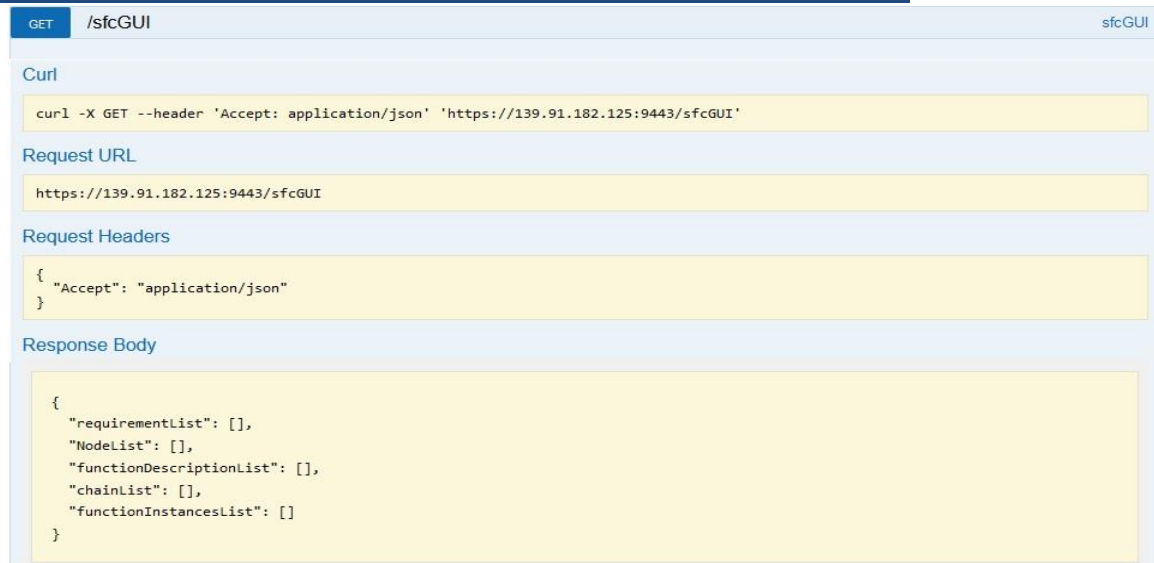 GET /sfcGUI sfcGUI
Curl
curl -X GET --header 'Accept: application/json' 'https://139.91.182.125:9443/sfcGUI'
Request URL
https://139.91.182.125:9443/sfcGUI
Request Headers
{
"Accept": "application/json"
}
Response Body
{
"requirementList": [],
"NodeList": [],
"functionDescriptionList": [],
"chainList": [],
"functionInstancesList": []
}